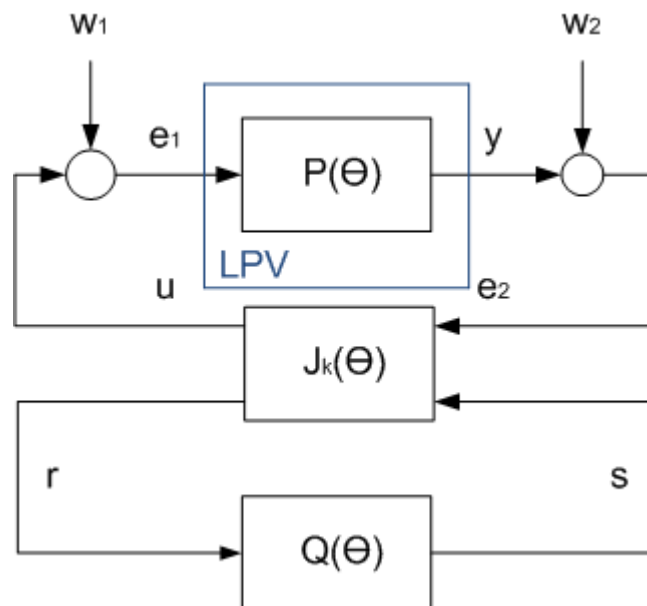 w₁ w₂
e₁ y
P(Θ)
LPV
u e₂
Jₖ(Θ)
r s
Q(Θ)